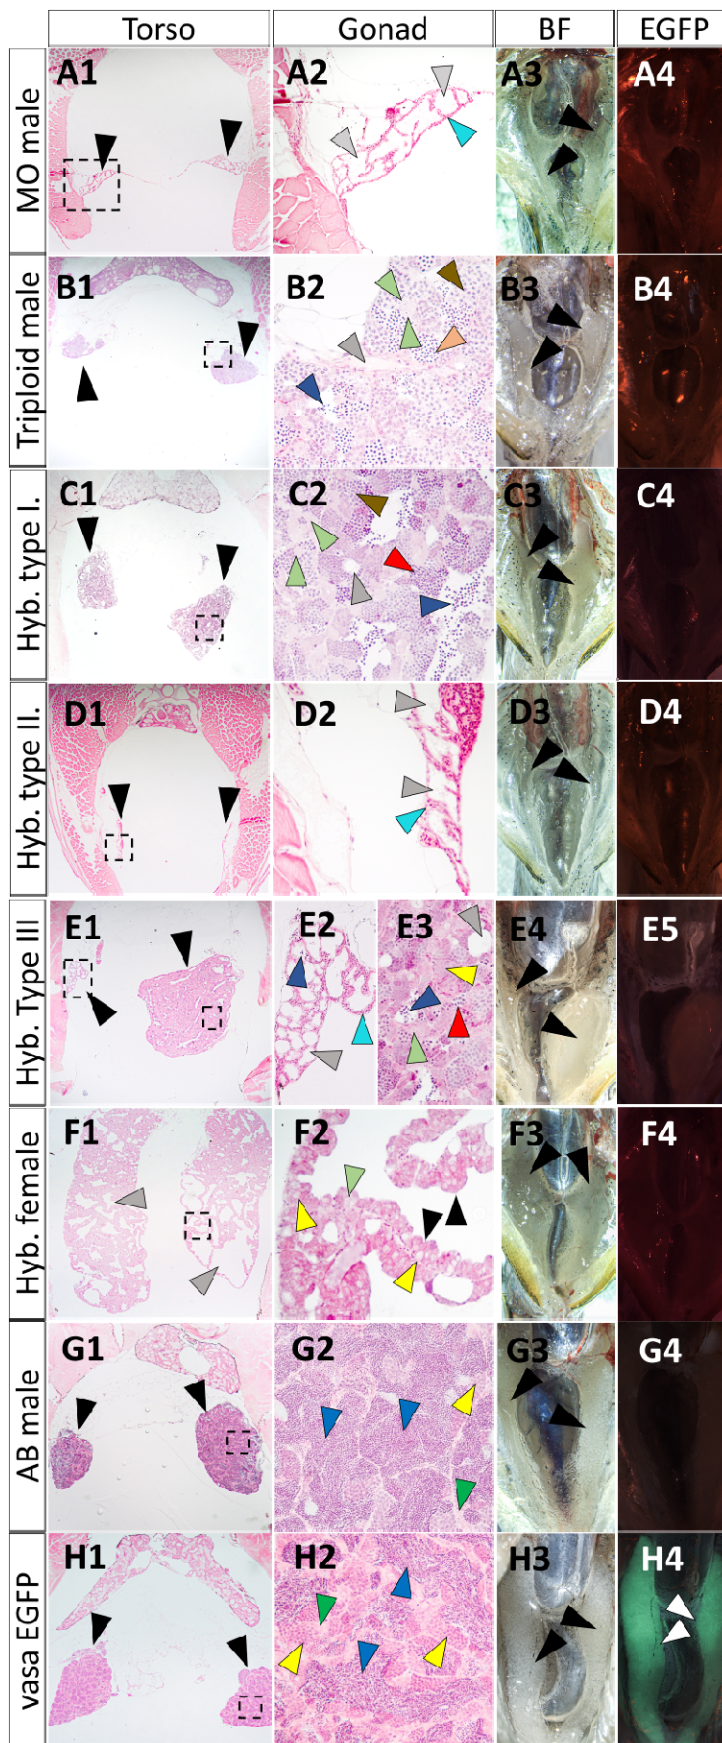 Torso Gonad BF EGFP
MO male A1 A2 A3 A4
Triploid male B1 B2 B3 B4
Hyb. type I. C1 C2 C3 C4
Hyb. type II. D1 D2 D3 D4
Hyb. Type III E1 E2 E3 E4 E5
Hyb. female F1 F2 F3 F4
AB male G1 G2 G3 G4
vasa EGFP H1 H2 H3 H4